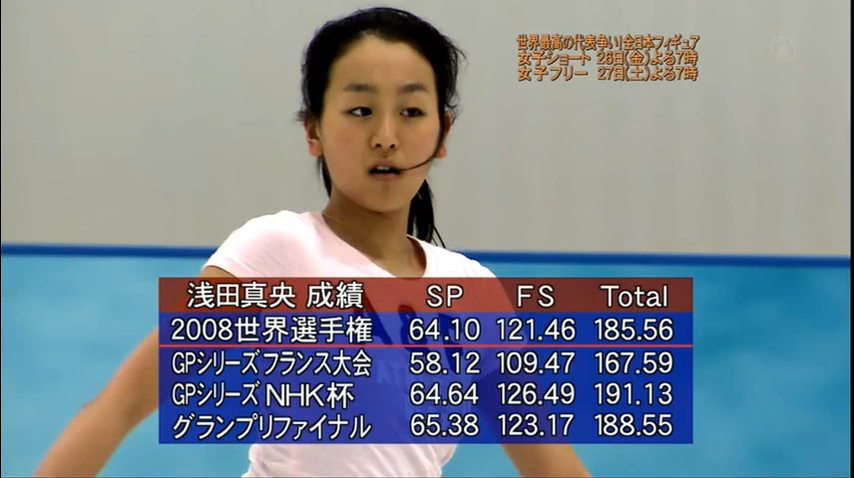 世界最高の代表争い!全日本フィギュア
女子ショート 26日(金)よる7時
女子フリー 27日(土)よる7時
浅田真央 成績 SP FS Total
2008世界選手権 64.10 121.46 185.56
GPシリーズフランス大会 58.12 109.47 167.59
GPシリーズNHK杯 64.64 126.49 191.13
グランプリファイナル 65.38 123.17 188.55